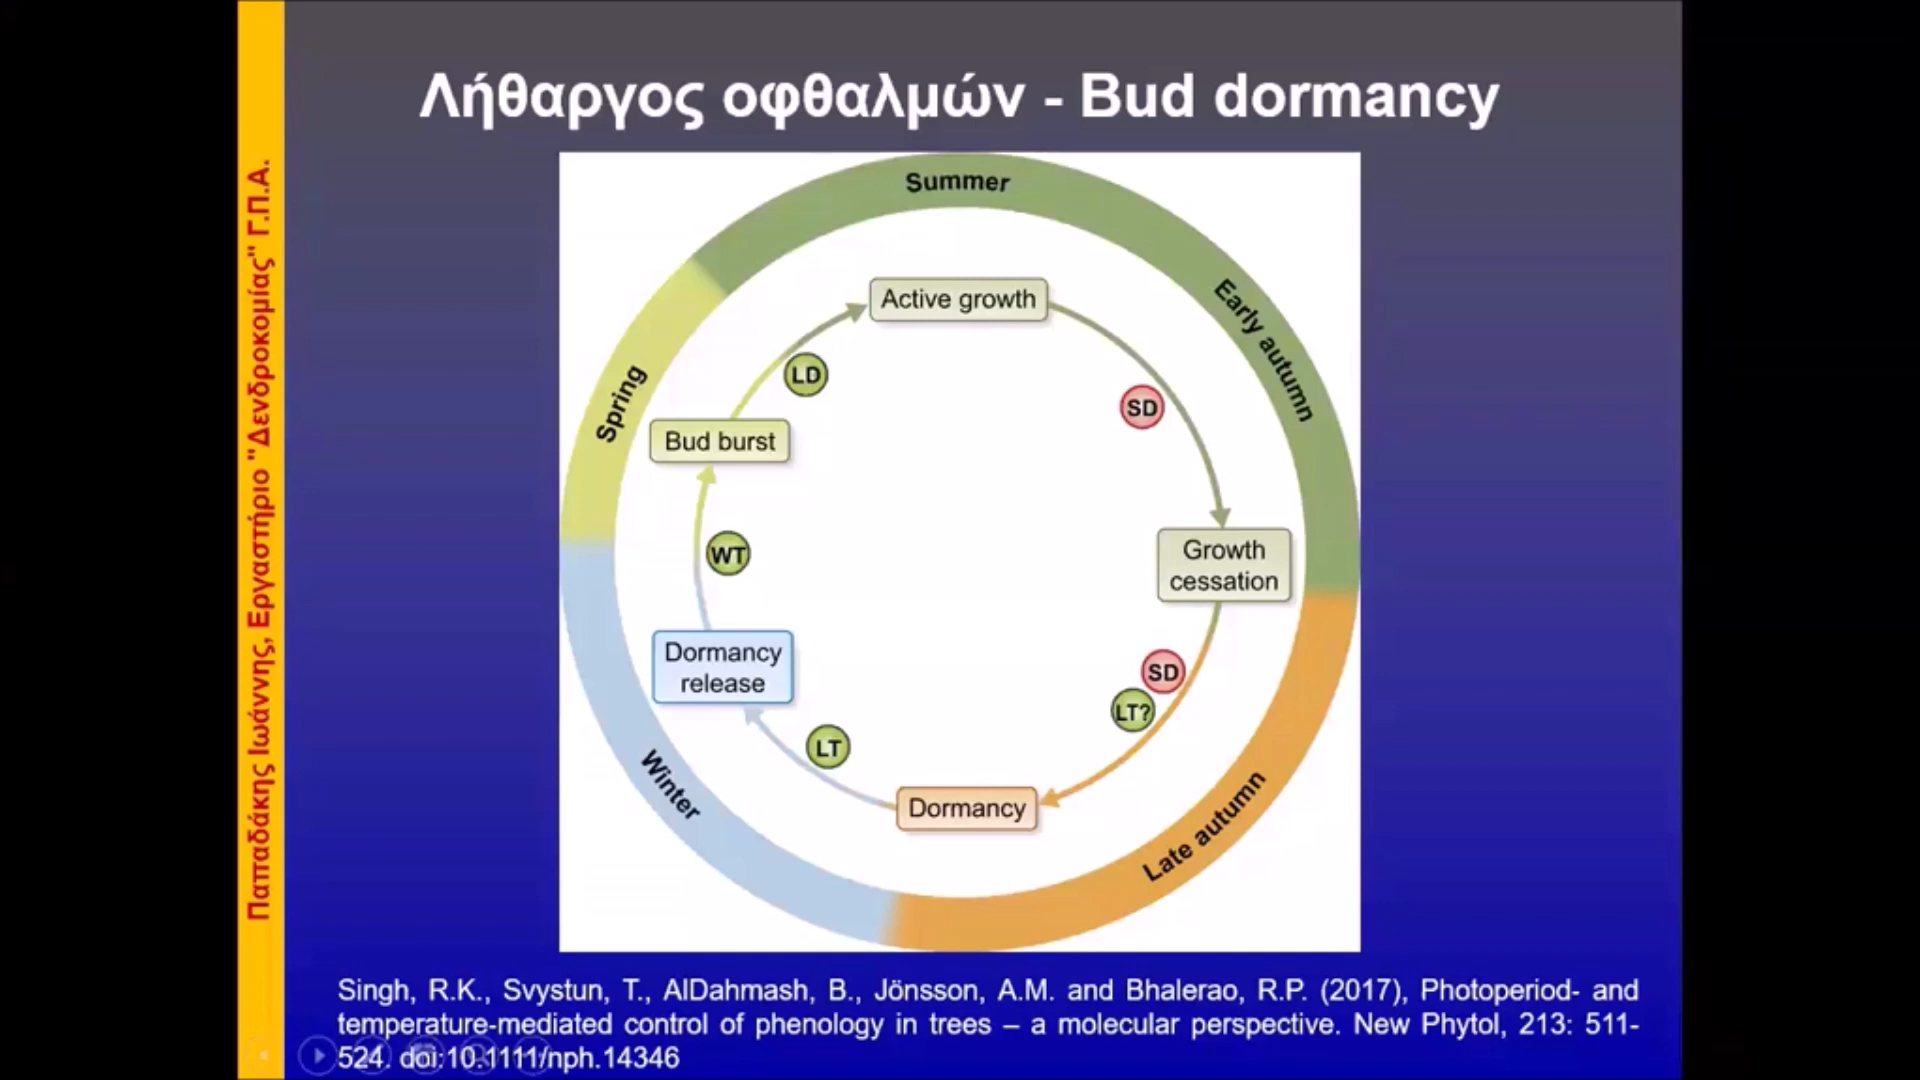 Λήθαργος οφθαλμών - Bud dormancy
Παπαδάκης Ιωάννης, Εργαστήριο "Δενδροκομίας" Γ.Π.Α.
Summer
Early autumn
Late autumn
Winter
Spring
Active growth
SD
Growth
cessation
SD
LT?
Dormancy
LT
Dormancy
release
WT
Bud burst
LD
Singh, R.K., Svystun, T., AlDahmash, B., Jönsson, A.M. and Bhalerao, R.P. (2017), Photoperiod- and
temperature-mediated control of phenology in trees – a molecular perspective. New Phytol, 213: 511-
524. doi:10.1111/nph.14346